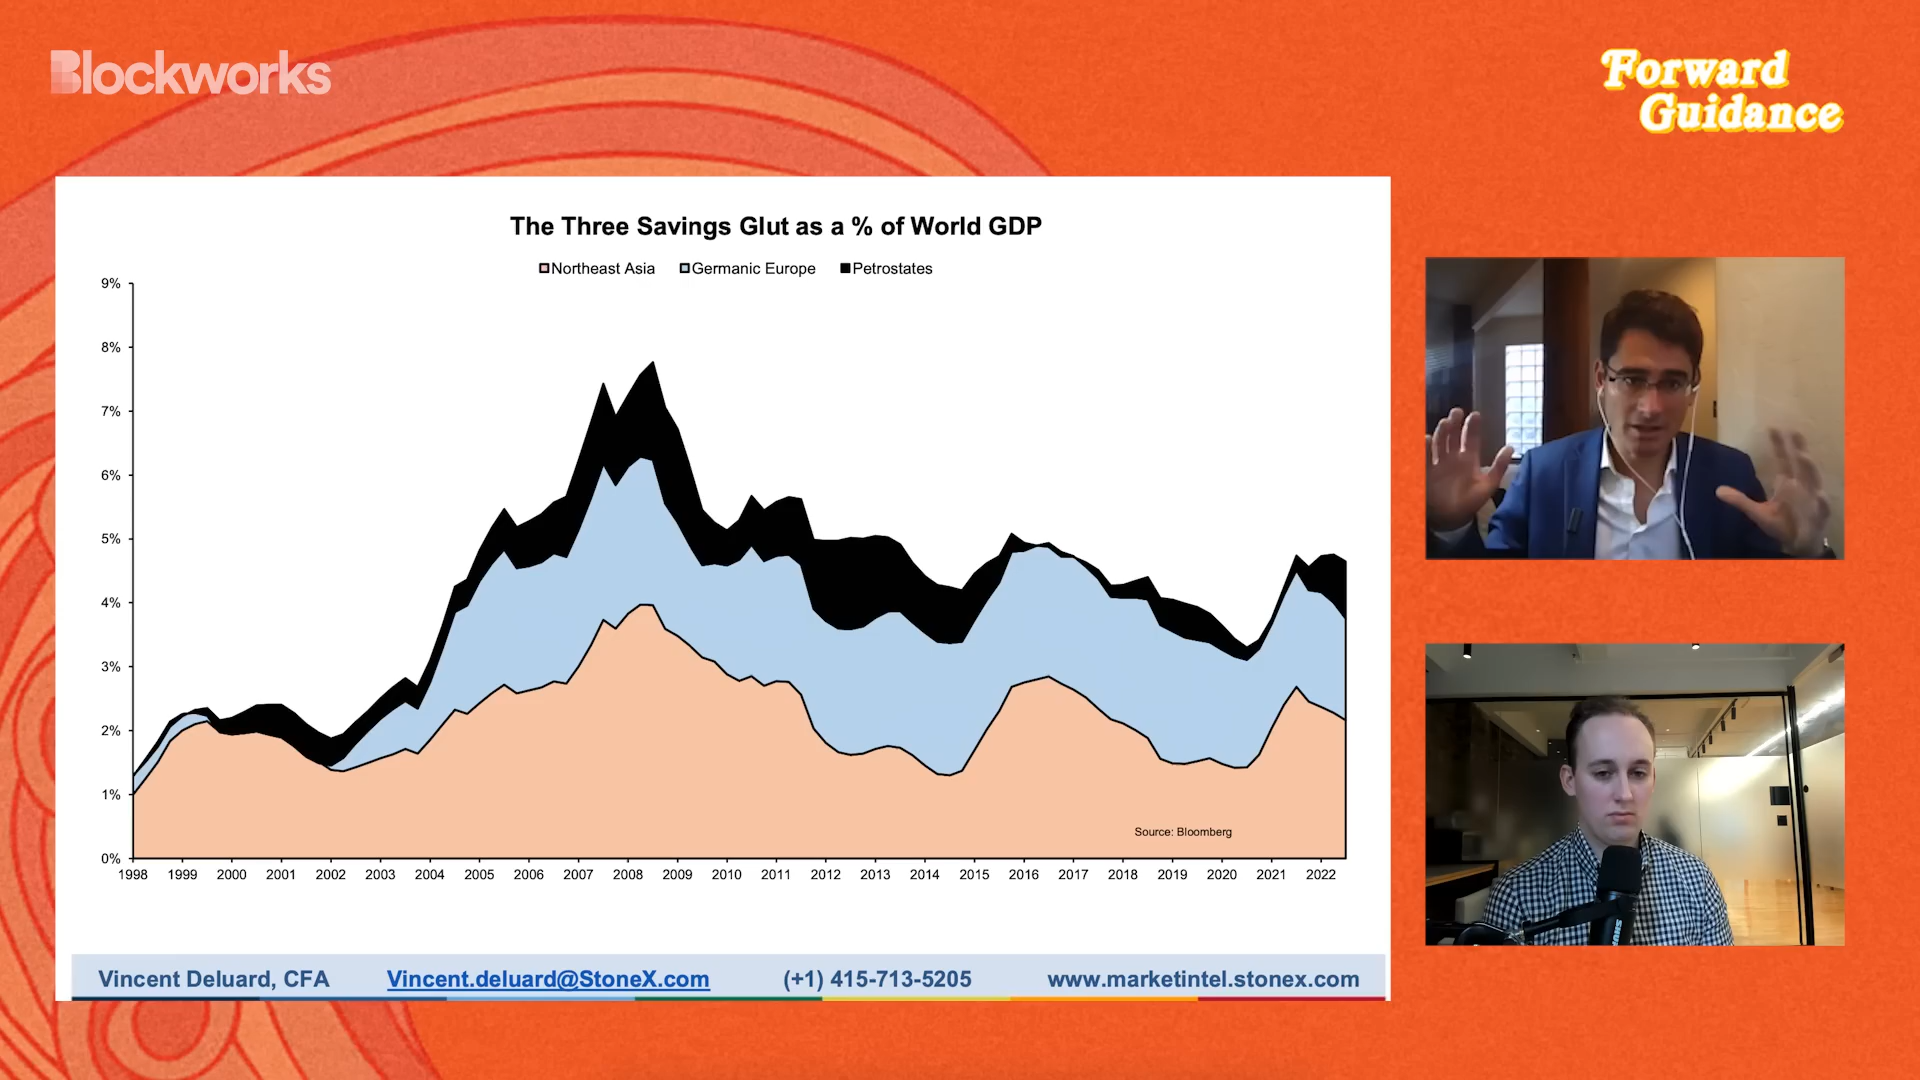 Blockworks
Forward
Guidance
The Three Savings Glut as a % of World GDP
Northeast Asia Germanic Europe Petrostates
9%
8%
7%
6%
5%
4%
3%
2%
1%
0%
Source: Bloomberg
1998 1999 2000 2001 2002 2003 2004 2005 2006 2007 2008 2009 2010 2011 2012 2013 2014 2015 2016 2017 2018 2019 2020 2021 2022
Vincent Deluard, CFA Vincent.deluard@StoneX.com (+1) 415-713-5205 www.marketintel.stonex.com